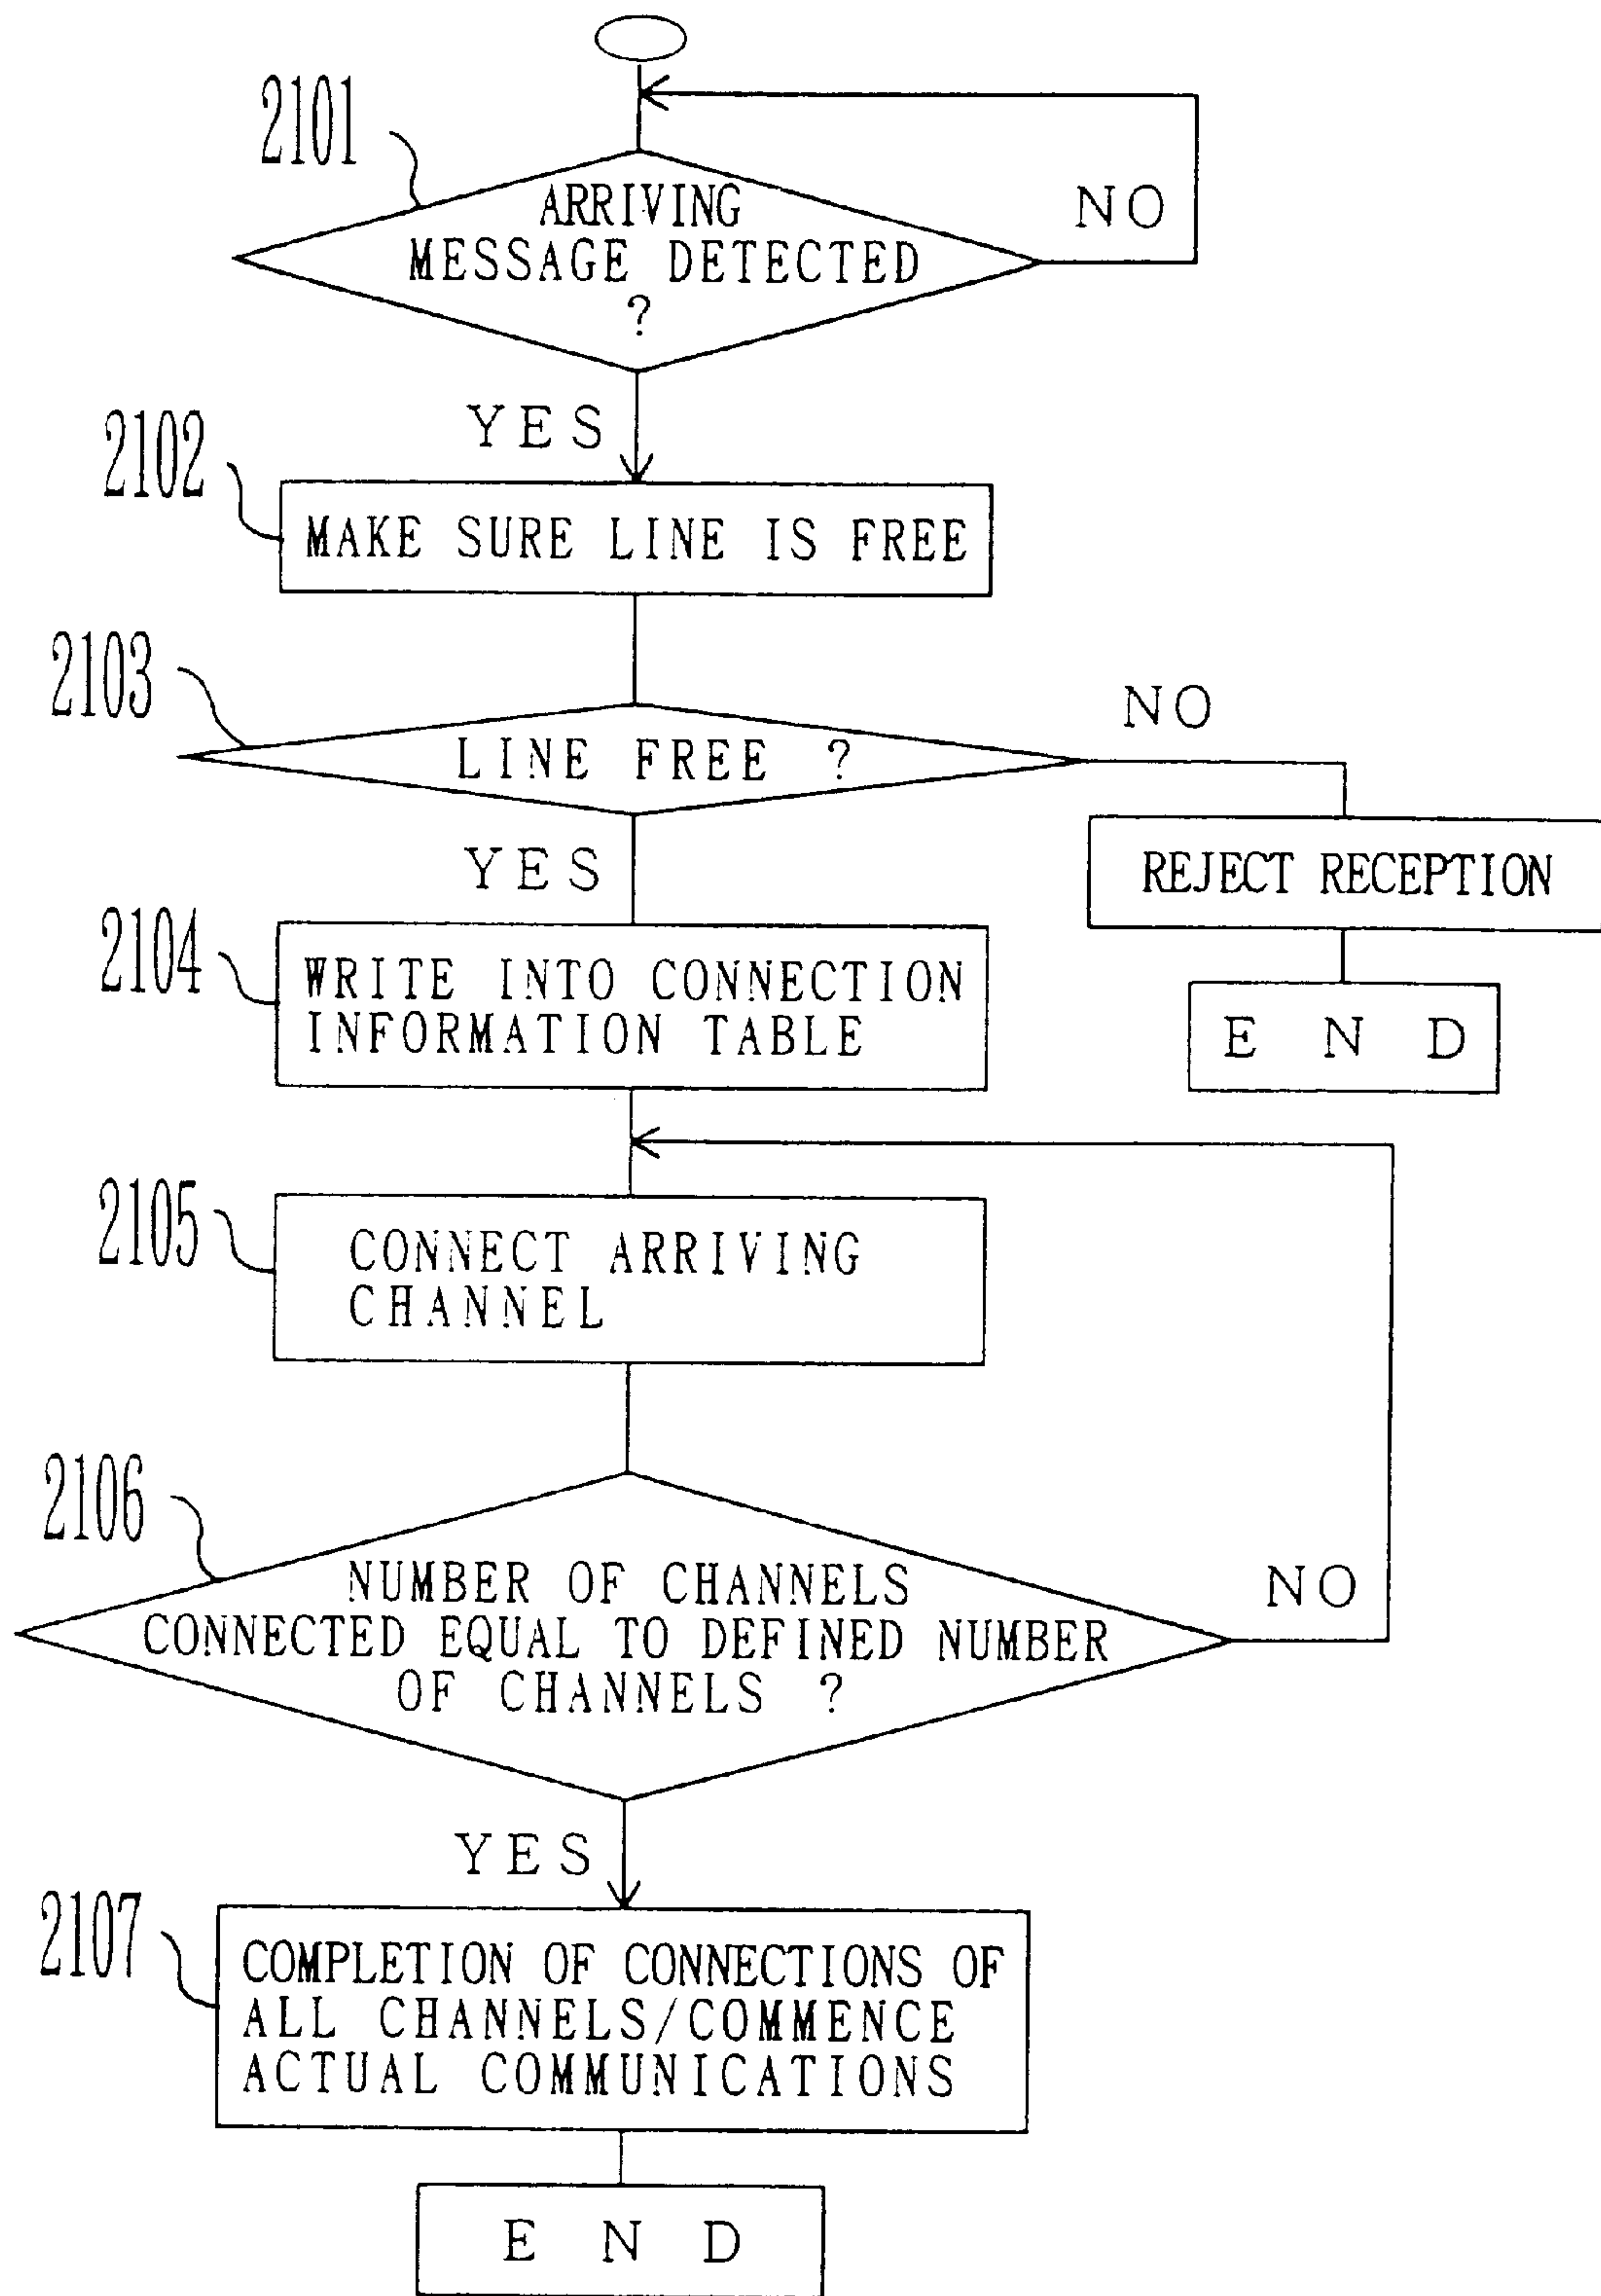 2101
ARRIVING
MESSAGE DETECTED
?
NO
YES
2102
MAKE SURE LINE IS FREE
2103
LINE FREE ?
NO
YES
REJECT RECEPTION
2104
WRITE INTO CONNECTION
INFORMATION TABLE
E N D
2105
CONNECT ARRIVING
CHANNEL
2106
NUMBER OF CHANNELS
CONNECTED EQUAL TO DEFINED NUMBER
OF CHANNELS ?
NO
YES
2107
COMPLETION OF CONNECTIONS OF
ALL CHANNELS/COMMENCE
ACTUAL COMMUNICATIONS
E N D